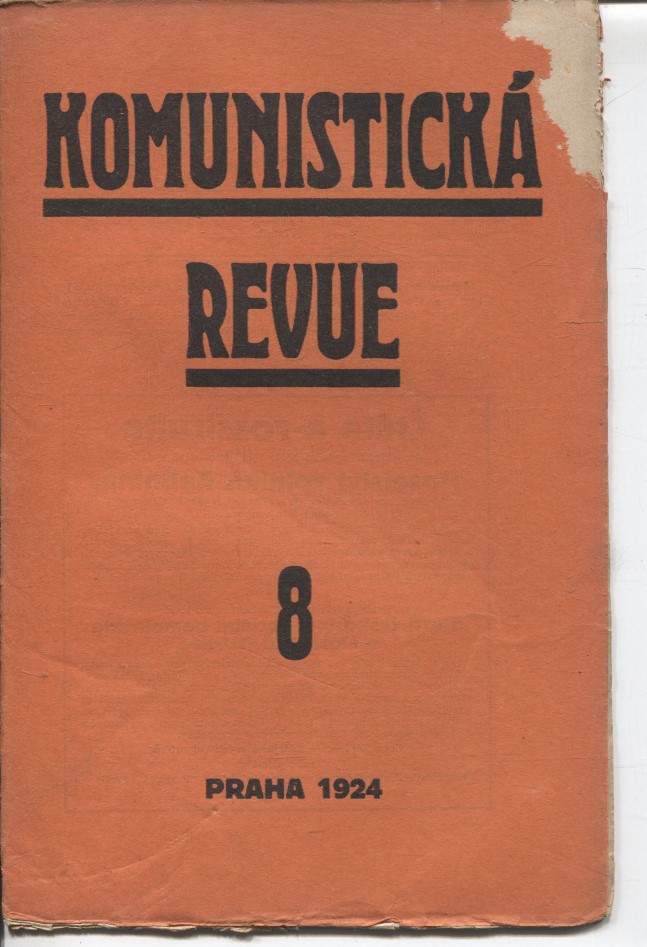 KOMUNISTICKÁ
REVUE
8
PRAHA 1924